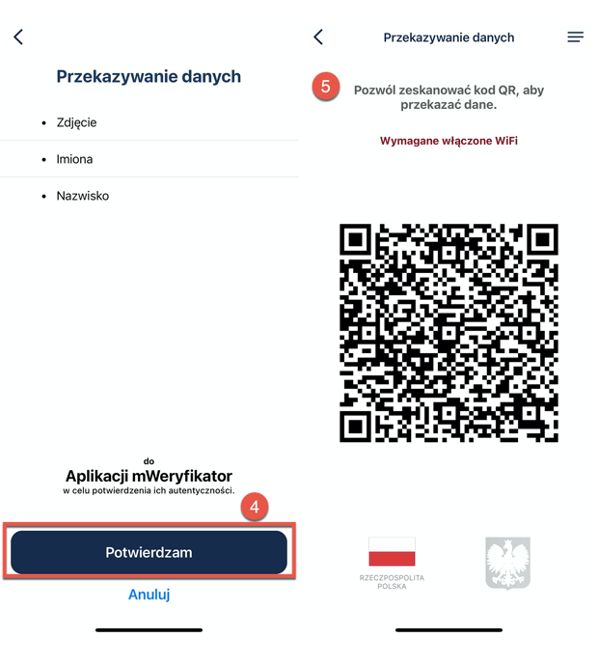 Przekazywanie danych
• Zdjęcie
• Imiona
• Nazwisko
do
Aplikacji mWeryfikator
w celu potwierdzenia ich autentyczności.
4
Potwierdzam
Anuluj
Przekazywanie danych
5
Pozwól zeskanować kod QR, aby
przekazać dane.
Wymagane włączone WiFi
RZECZPOSPOLITA
POLSKA